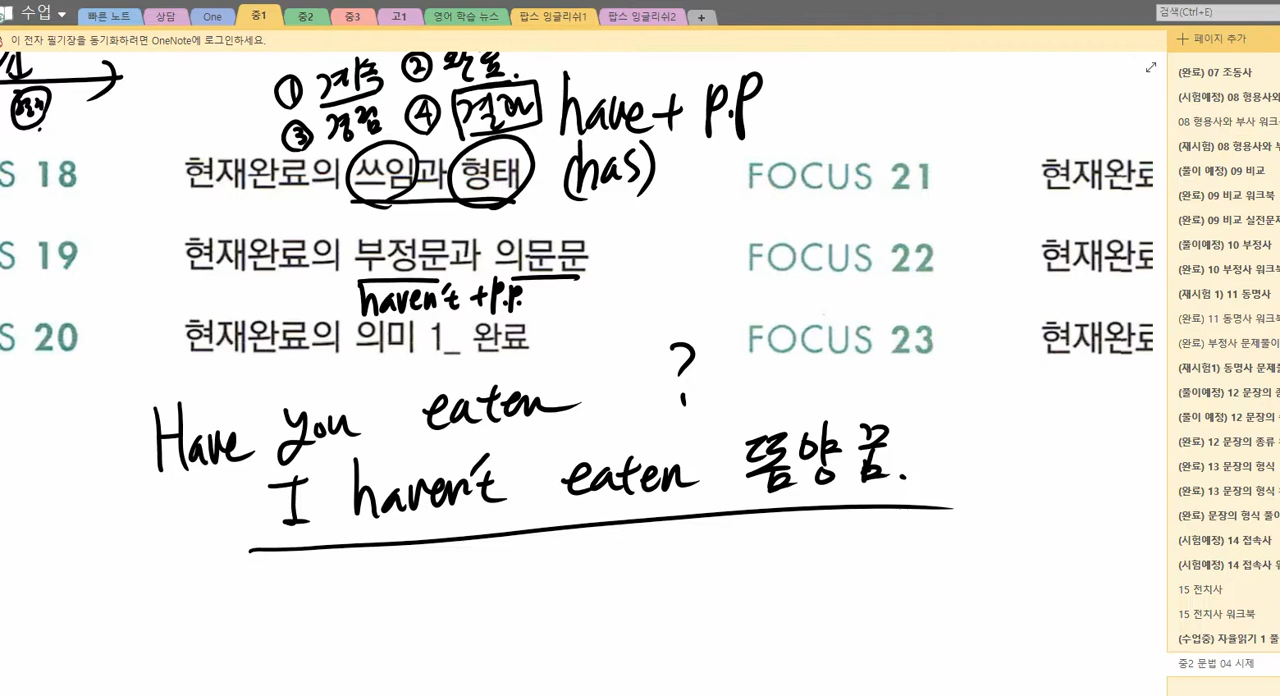 수업
빠른 노트 상담 One 중1 중2 중3 고1 영어 학습 뉴스 팝스 잉글리쉬1 팝스 잉글리쉬2 +
검색(Ctrl+E)
이 전자 필기장을 동기화하려면 OneNote에 로그인하세요.
페이지 추가
① 계속 ② 완료.
③ 경험 ④ 결과 have + P.P
S 18 현재완료의 쓰임과 형태 (has) FOCUS 21 현재완료
S 19 현재완료의 부정문과 의문문 FOCUS 22 현재완료
haven't + P.P.
S 20 현재완료의 의미 1_ 완료 FOCUS 23 현재완료
Have you eaten ?
I haven't eaten 똠양꿈.
(완료) 07 조동사
(시험예정) 08 형용사와
08 형용사와 부사 워크
(재시험) 08 형용사와 부
(풀이 예정) 09 비교
(완료) 09 비교 워크북
(완료) 09 비교 실전문제
(풀이예정) 10 부정사
(완료) 10 부정사 워크북
(재시험 1) 11 동명사
(완료) 11 동명사 워크북
(완료) 부정사 문제풀이
(재시험1) 동명사 문제풀
(풀이예정) 12 문장의 종
(풀이 예정) 12 문장의
(완료) 12 문장의 종류
(완료) 13 문장의 형식
(완료) 13 문장의 형식
(완료) 문장의 형식 풀이
(시험예정) 14 접속사
(시험예정) 14 접속사 워
15 전치사
15 전치사 워크북
(수업중) 자율읽기 1 풀
중2 문법 04 시제